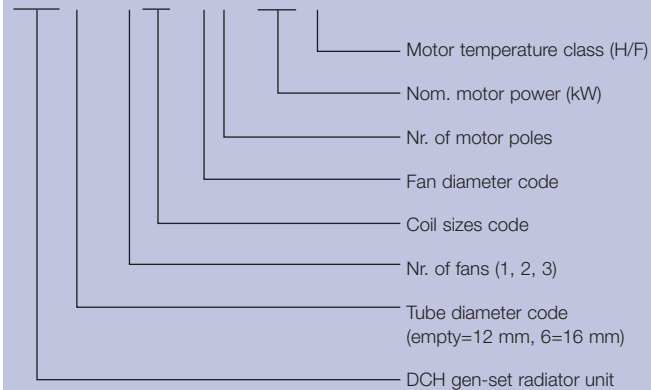 Motor temperature class (H/F)
Nom. motor power (kW)
Nr. of motor poles
Fan diameter code
Coil sizes code
Nr. of fans (1, 2, 3)
Tube diameter code
(empty=12 mm, 6=16 mm)
DCH gen-set radiator unit